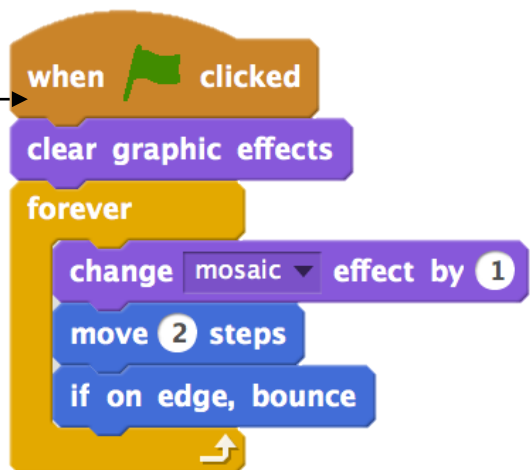 when clicked
clear graphic effects
forever
change mosaic effect by 1
move 2 steps
if on edge, bounce